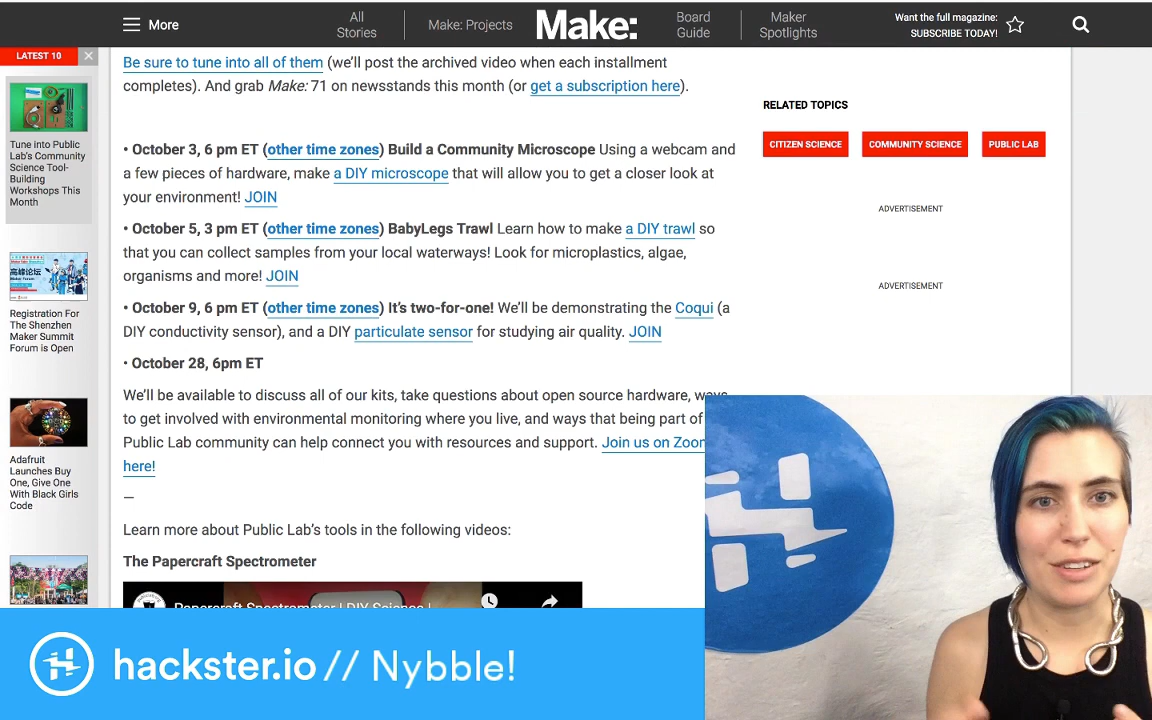 More
All Stories
Make: Projects
Make:
Board Guide
Maker Spotlights
Want the full magazine:
SUBSCRIBE TODAY!
LATEST 10
Tune into Public
Lab's Community
Science Tool-
Building
Workshops This
Month
Registration For
The Shenzhen
Maker Summit
Forum is Open
Adafruit
Launches Buy
One, Give One
With Black Girls
Code
Be sure to tune into all of them (we'll post the archived video when each installment
completes). And grab Make: 71 on newsstands this month (or get a subscription here).
• October 3, 6 pm ET (other time zones) Build a Community Microscope Using a webcam and
a few pieces of hardware, make a DIY microscope that will allow you to get a closer look at
your environment! JOIN
• October 5, 3 pm ET (other time zones) BabyLegs Trawl Learn how to make a DIY trawl so
that you can collect samples from your local waterways! Look for microplastics, algae,
organisms and more! JOIN
• October 9, 6 pm ET (other time zones) It's two-for-one! We'll be demonstrating the Coqui (a
DIY conductivity sensor), and a DIY particulate sensor for studying air quality. JOIN
• October 28, 6pm ET
We'll be available to discuss all of our kits, take questions about open source hardware, ways
to get involved with environmental monitoring where you live, and ways that being part of
Public Lab community can help connect you with resources and support. Join us on Zoom
here!
—
Learn more about Public Lab's tools in the following videos:
The Papercraft Spectrometer
Papercraft Spectrometer | DIY Science |
RELATED TOPICS
CITIZEN SCIENCE
COMMUNITY SCIENCE
PUBLIC LAB
ADVERTISEMENT
ADVERTISEMENT
hackster.io // Nybble!